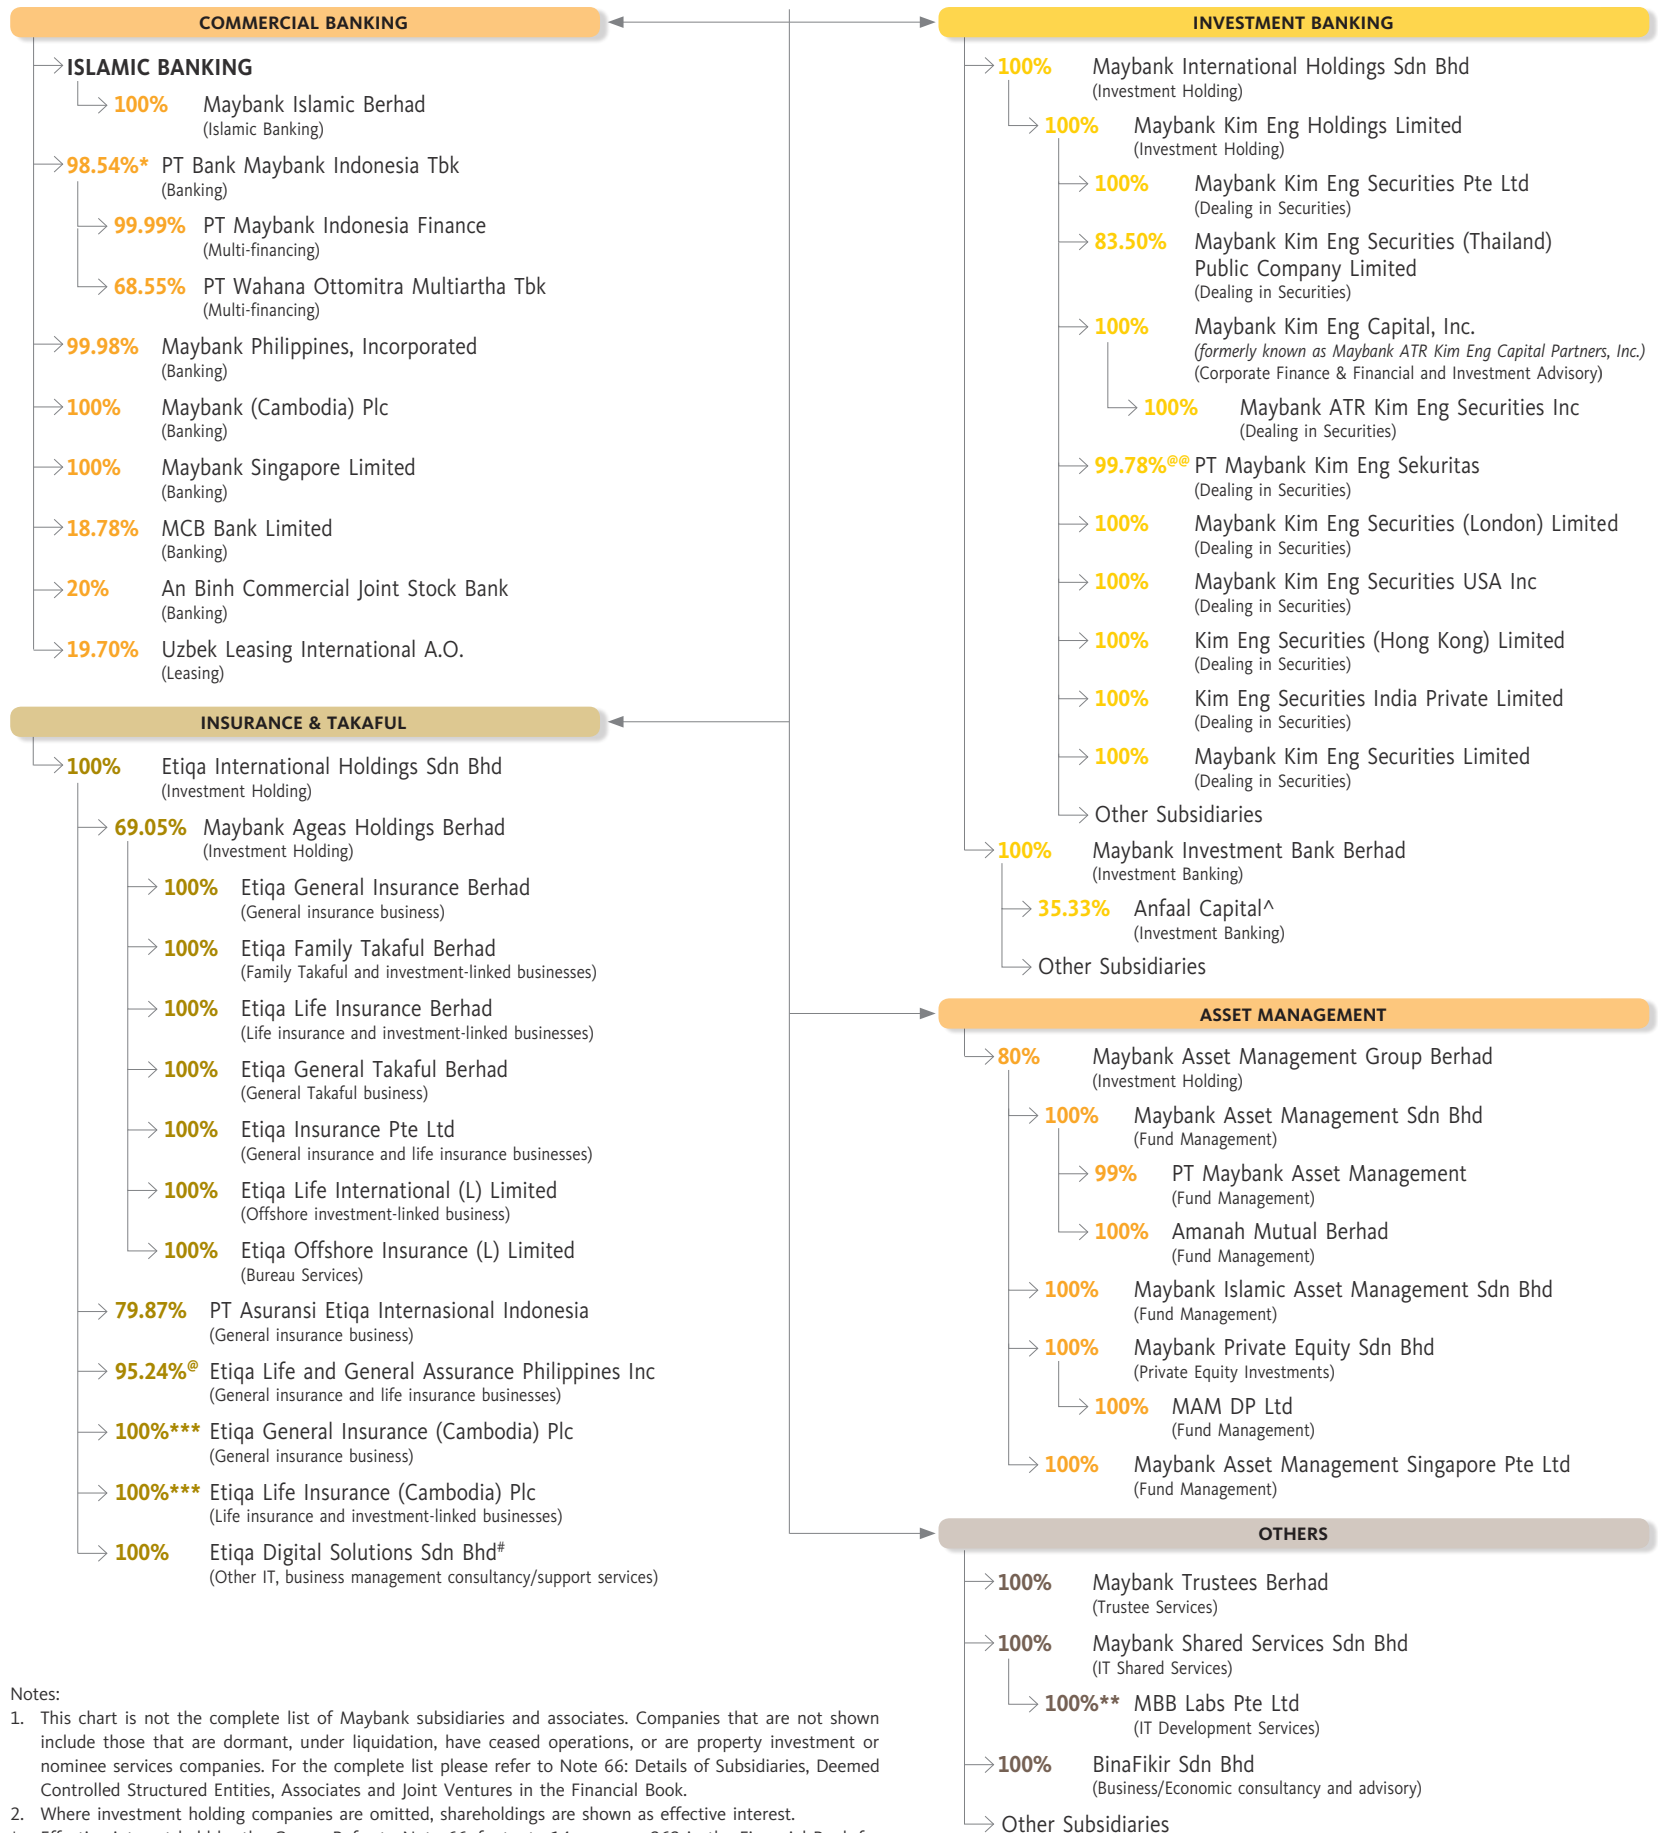 COMMERCIAL BANKING
ISLAMIC BANKING
100% Maybank Islamic Berhad
(Islamic Banking)
98.54%* PT Bank Maybank Indonesia Tbk
(Banking)
99.99% PT Maybank Indonesia Finance
(Multi-financing)
68.55% PT Wahana Ottomitra Multiartha Tbk
(Multi-financing)
99.98% Maybank Philippines, Incorporated
(Banking)
100% Maybank (Cambodia) Plc
(Banking)
100% Maybank Singapore Limited
(Banking)
18.78% MCB Bank Limited
(Banking)
20% An Binh Commercial Joint Stock Bank
(Banking)
19.70% Uzbek Leasing International A.O.
(Leasing)
INSURANCE & TAKAFUL
100% Etiqa International Holdings Sdn Bhd
(Investment Holding)
69.05% Maybank Ageas Holdings Berhad
(Investment Holding)
100% Etiqa General Insurance Berhad
(General insurance business)
100% Etiqa Family Takaful Berhad
(Family Takaful and investment-linked businesses)
100% Etiqa Life Insurance Berhad
(Life insurance and investment-linked businesses)
100% Etiqa General Takaful Berhad
(General Takaful business)
100% Etiqa Insurance Pte Ltd
(General insurance and life insurance businesses)
100% Etiqa Life International (L) Limited
(Offshore investment-linked business)
100% Etiqa Offshore Insurance (L) Limited
(Bureau Services)
79.87% PT Asuransi Etiqa Internasional Indonesia
(General insurance business)
95.24%@ Etiqa Life and General Assurance Philippines Inc
(General insurance and life insurance businesses)
100%*** Etiqa General Insurance (Cambodia) Plc
(General insurance business)
100%*** Etiqa Life Insurance (Cambodia) Plc
(Life insurance and investment-linked businesses)
100% Etiqa Digital Solutions Sdn Bhd#
(Other IT, business management consultancy/support services)
INVESTMENT BANKING
100% Maybank International Holdings Sdn Bhd
(Investment Holding)
100% Maybank Kim Eng Holdings Limited
(Investment Holding)
100% Maybank Kim Eng Securities Pte Ltd
(Dealing in Securities)
83.50% Maybank Kim Eng Securities (Thailand)
Public Company Limited
(Dealing in Securities)
100% Maybank Kim Eng Capital, Inc.
(formerly known as Maybank ATR Kim Eng Capital Partners, Inc.)
(Corporate Finance & Financial and Investment Advisory)
100% Maybank ATR Kim Eng Securities Inc
(Dealing in Securities)
99.78%@@ PT Maybank Kim Eng Sekuritas
(Dealing in Securities)
100% Maybank Kim Eng Securities (London) Limited
(Dealing in Securities)
100% Maybank Kim Eng Securities USA Inc
(Dealing in Securities)
100% Kim Eng Securities (Hong Kong) Limited
(Dealing in Securities)
100% Kim Eng Securities India Private Limited
(Dealing in Securities)
100% Maybank Kim Eng Securities Limited
(Dealing in Securities)
Other Subsidiaries
100% Maybank Investment Bank Berhad
(Investment Banking)
35.33% Anfaal Capital^
(Investment Banking)
Other Subsidiaries
ASSET MANAGEMENT
80% Maybank Asset Management Group Berhad
(Investment Holding)
100% Maybank Asset Management Sdn Bhd
(Fund Management)
99% PT Maybank Asset Management
(Fund Management)
100% Amanah Mutual Berhad
(Fund Management)
100% Maybank Islamic Asset Management Sdn Bhd
(Fund Management)
100% Maybank Private Equity Sdn Bhd
(Private Equity Investments)
100% MAM DP Ltd
(Fund Management)
100% Maybank Asset Management Singapore Pte Ltd
(Fund Management)
OTHERS
100% Maybank Trustees Berhad
(Trustee Services)
100% Maybank Shared Services Sdn Bhd
(IT Shared Services)
100%** MBB Labs Pte Ltd
(IT Development Services)
100% BinaFikir Sdn Bhd
(Business/Economic consultancy and advisory)
Other Subsidiaries
Notes:
1. This chart is not the complete list of Maybank subsidiaries and associates. Companies that are not shown
include those that are dormant, under liquidation, have ceased operations, or are property investment or
nominee services companies. For the complete list please refer to Note 66: Details of Subsidiaries, Deemed
Controlled Structured Entities, Associates and Joint Ventures in the Financial Book.
2. Where investment holding companies are omitted, shareholdings are shown as effective interest.